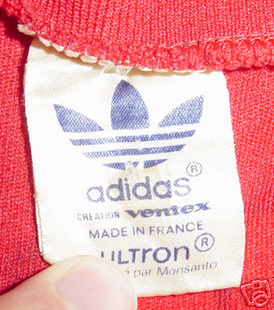 adidas®
CREATION ventex
MADE IN FRANCE
ULTRON®
par Monsanto